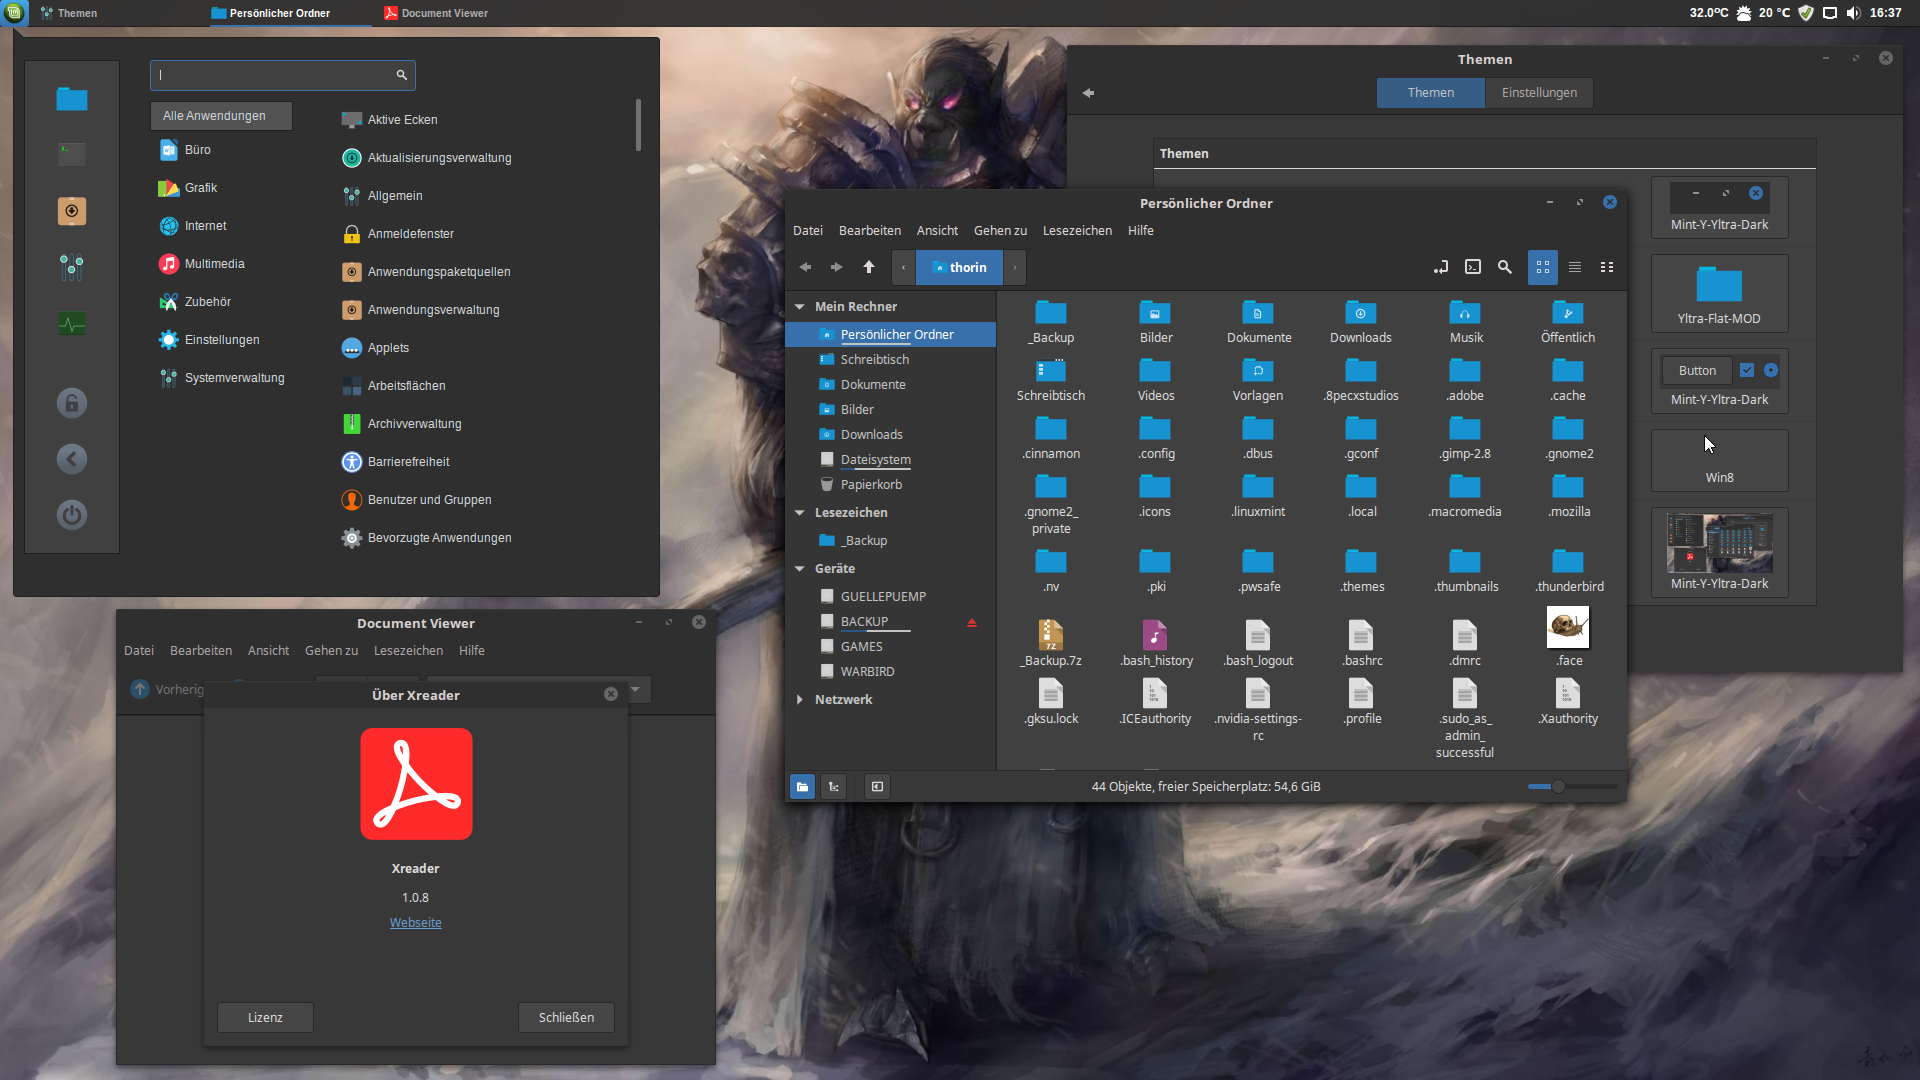 Themen
Persönlicher Ordner
Document Viewer
32.0°C
20 °C
16:37
Alle Anwendungen
Büro
Grafik
Internet
Multimedia
Zubehör
Einstellungen
Systemverwaltung
Aktive Ecken
Aktualisierungsverwaltung
Allgemein
Anmeldefenster
Anwendungspaketquellen
Anwendungsverwaltung
Applets
Arbeitsflächen
Archivverwaltung
Barrierefreiheit
Benutzer und Gruppen
Bevorzugte Anwendungen
Themen
Themen
Einstellungen
Themen
Mint-Y-Yltra-Dark
Yltra-Flat-MOD
Button
Mint-Y-Yltra-Dark
Win8
Mint-Y-Yltra-Dark
Persönlicher Ordner
Datei Bearbeiten Ansicht Gehen zu Lesezeichen Hilfe
thorin
Mein Rechner
Persönlicher Ordner
Schreibtisch
Dokumente
Bilder
Downloads
Dateisystem
Papierkorb
Lesezeichen
_Backup
Geräte
GUELLEPUEMP
BACKUP
GAMES
WARBIRD
Netzwerk
_Backup Bilder Dokumente Downloads Musik Öffentlich
Schreibtisch Videos Vorlagen .8pecxstudios .adobe .cache
.cinnamon .config .dbus .gconf .gimp-2.8 .gnome2
.gnome2_
private
.icons .linuxmint .local .macromedia .mozilla
.nv .pki .pwsafe .themes .thumbnails .thunderbird
7Z
_Backup.7z .bash_history .bash_logout .bashrc .dmrc .face
.gksu.lock .ICEauthority .nvidia-settings-
rc
.profile .sudo_as_
admin_
successful
.Xauthority
44 Objekte, freier Speicherplatz: 54,6 GiB
Document Viewer
Datei Bearbeiten Ansicht Gehen zu Lesezeichen Hilfe
Vorherig
Über Xreader
Xreader
1.0.8
Webseite
Lizenz
Schließen